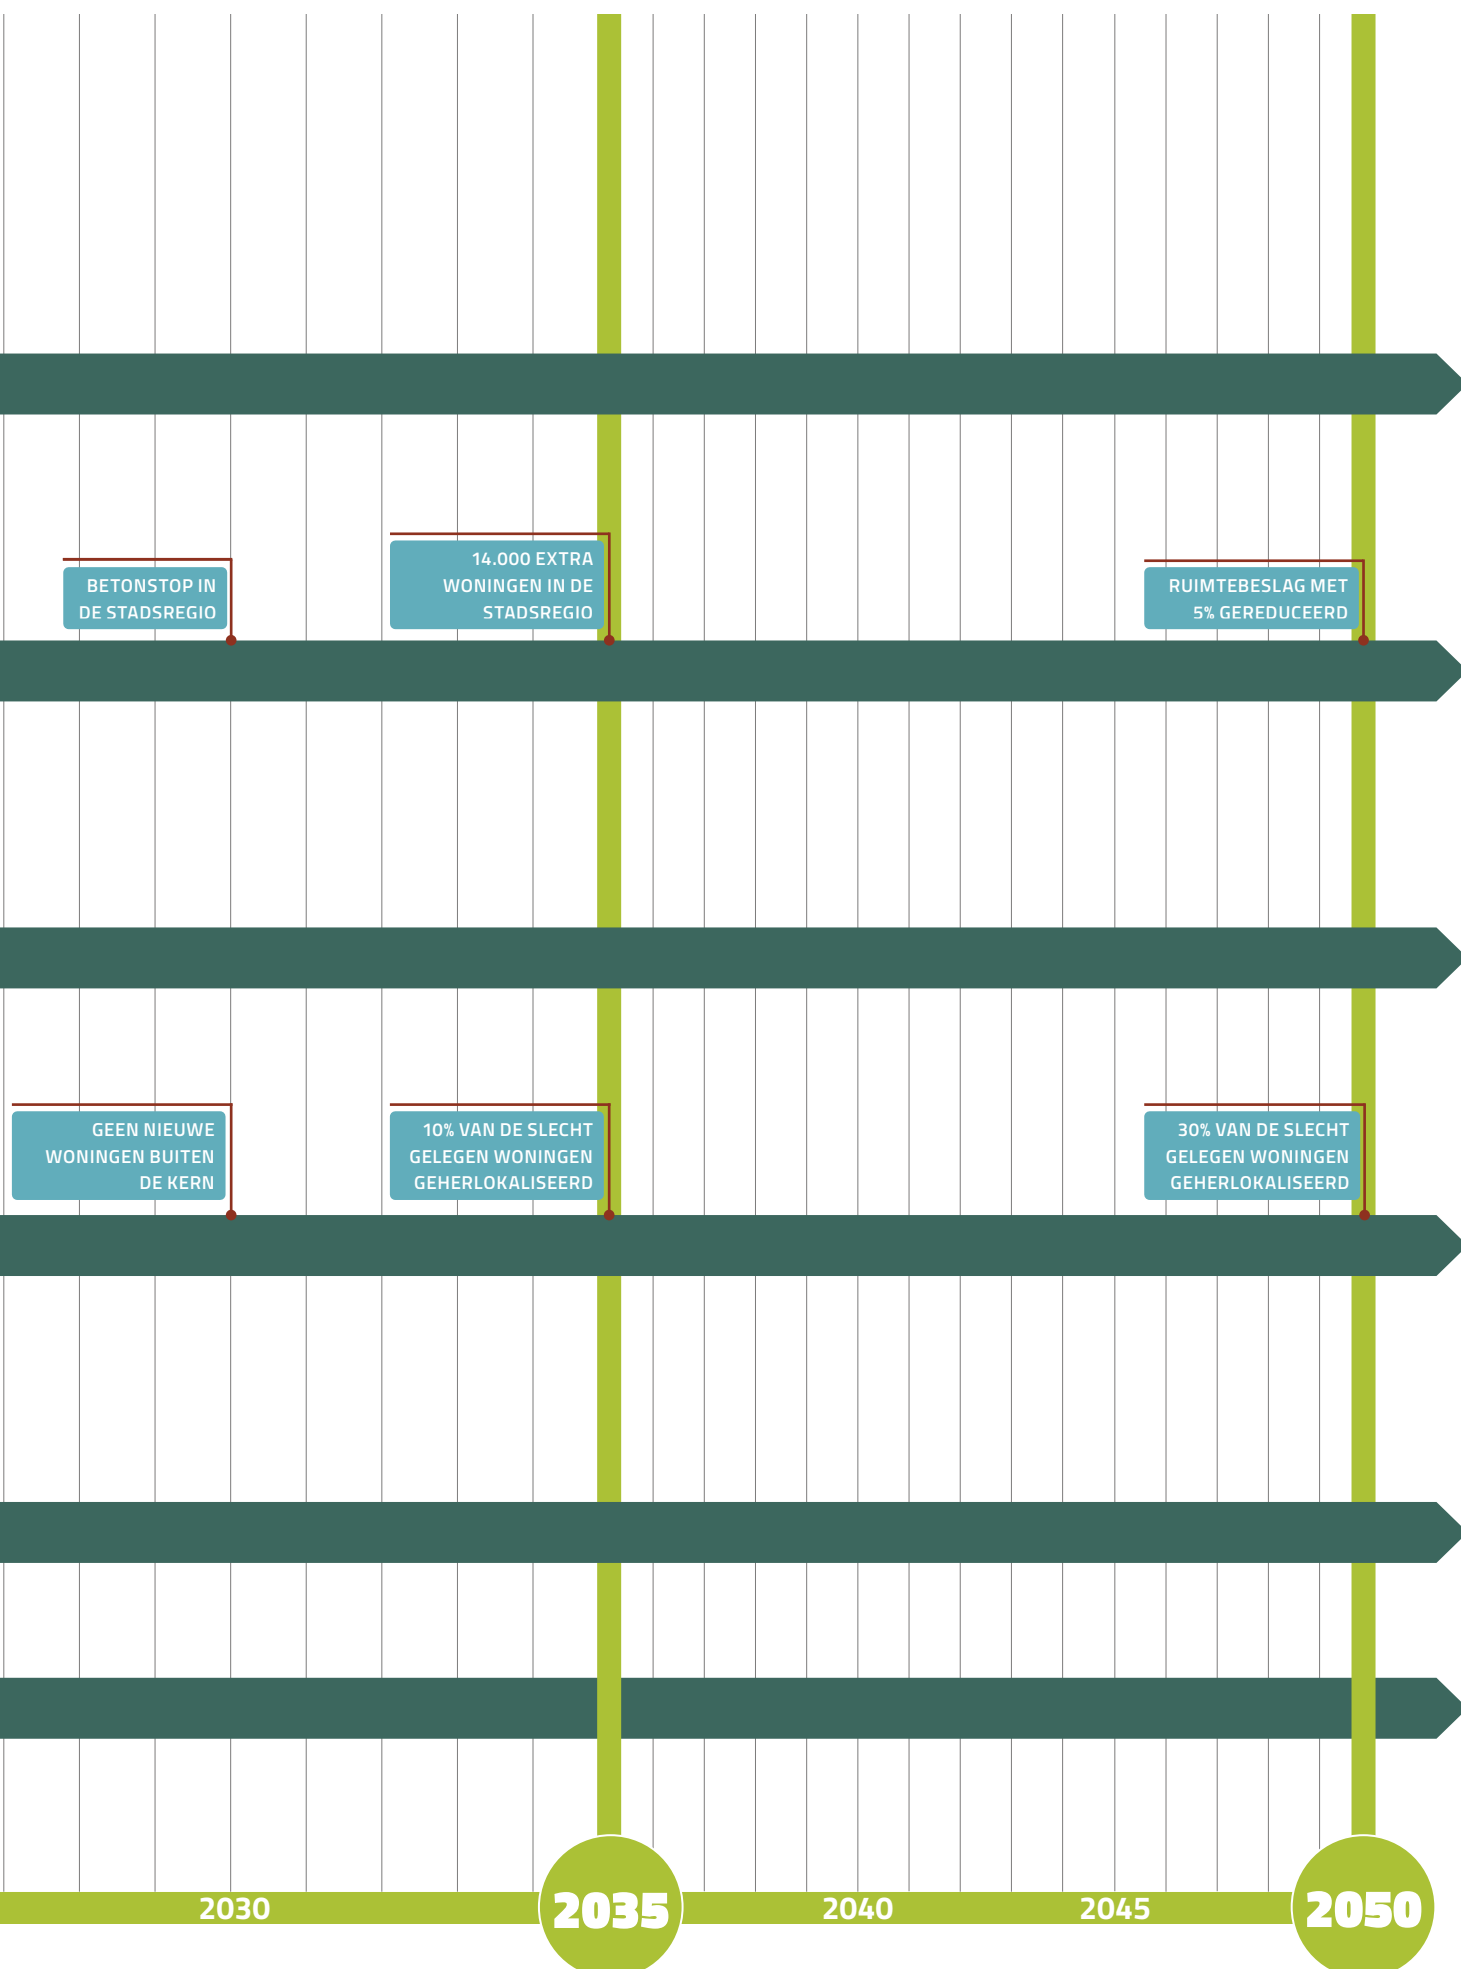 14.000 EXTRA
WONINGEN IN DE
STADSREGIO
BETONSTOP IN
DE STADSREGIO
RUIMTEBESLAG MET
5% GEREDUCEERD
GEEN NIEUWE
WONINGEN BUITEN
DE KERN
10% VAN DE SLECHT
GELEGEN WONINGEN
GEHERLOKALISEERD
30% VAN DE SLECHT
GELEGEN WONINGEN
GEHERLOKALISEERD
2030
2035
2040
2045
2050